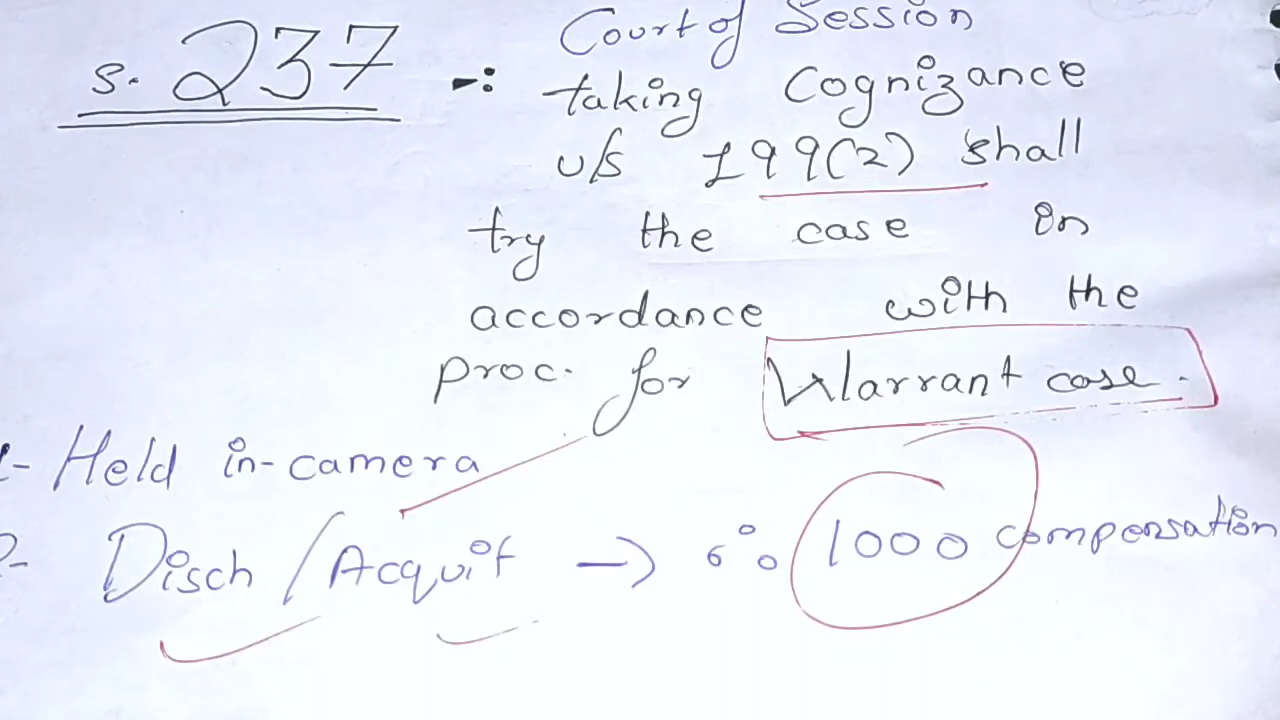 s. 237 -: Court of Session
taking Cognizance
u/s 199(2) shall
try the case in
accordance with the
proc. for Warrant case.
- Held in-camera
2- Disch / Acquit → 1000 compensation